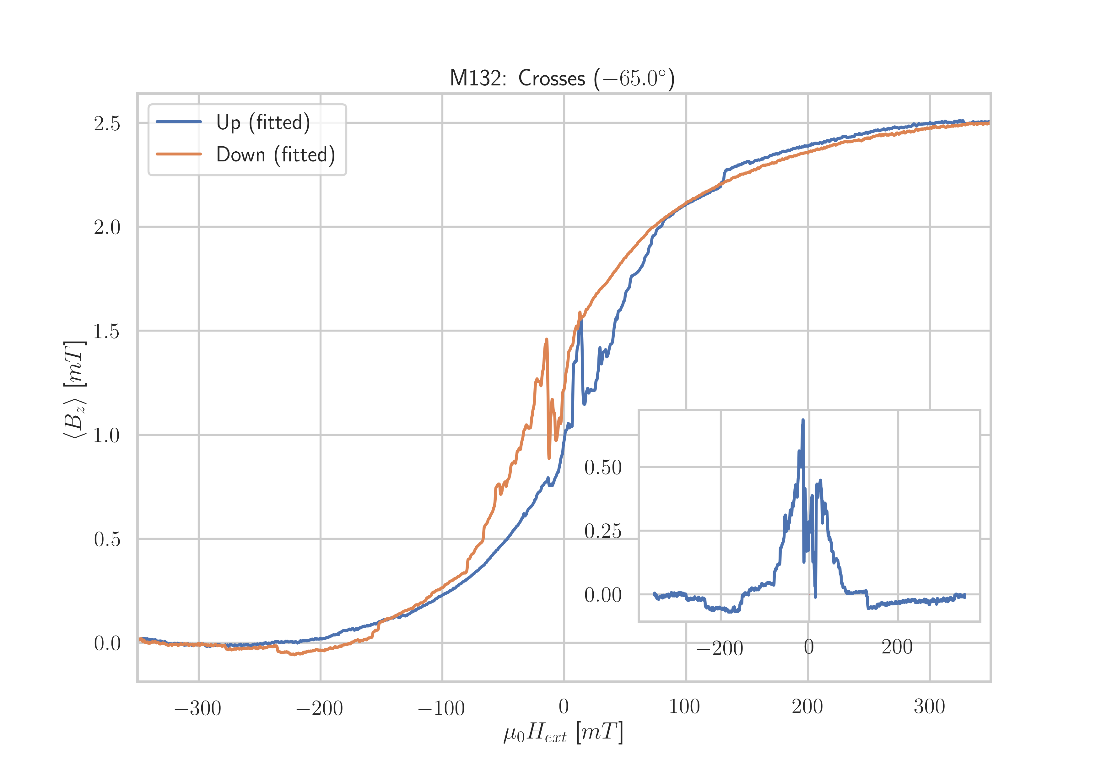 M132: Crosses (−65.0°)
Up (fitted)
Down (fitted)
2.5
2.0
1.5
1.0
0.5
0.0
⟨B_z⟩ [mT]
0.50
0.25
0.00
−200 0 200
−300 −200 −100 0 100 200 300
μ₀H_ext [mT]